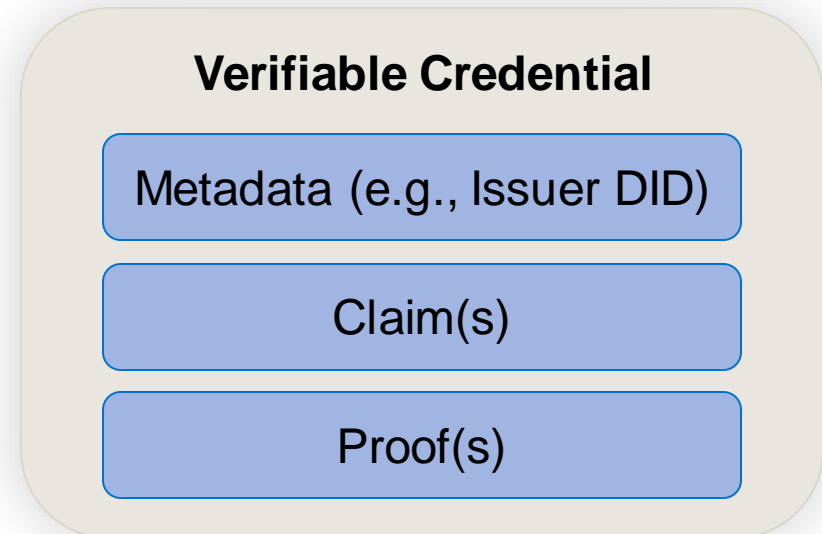 Verifiable Credential
Metadata (e.g., Issuer DID)
Claim(s)
Proof(s)